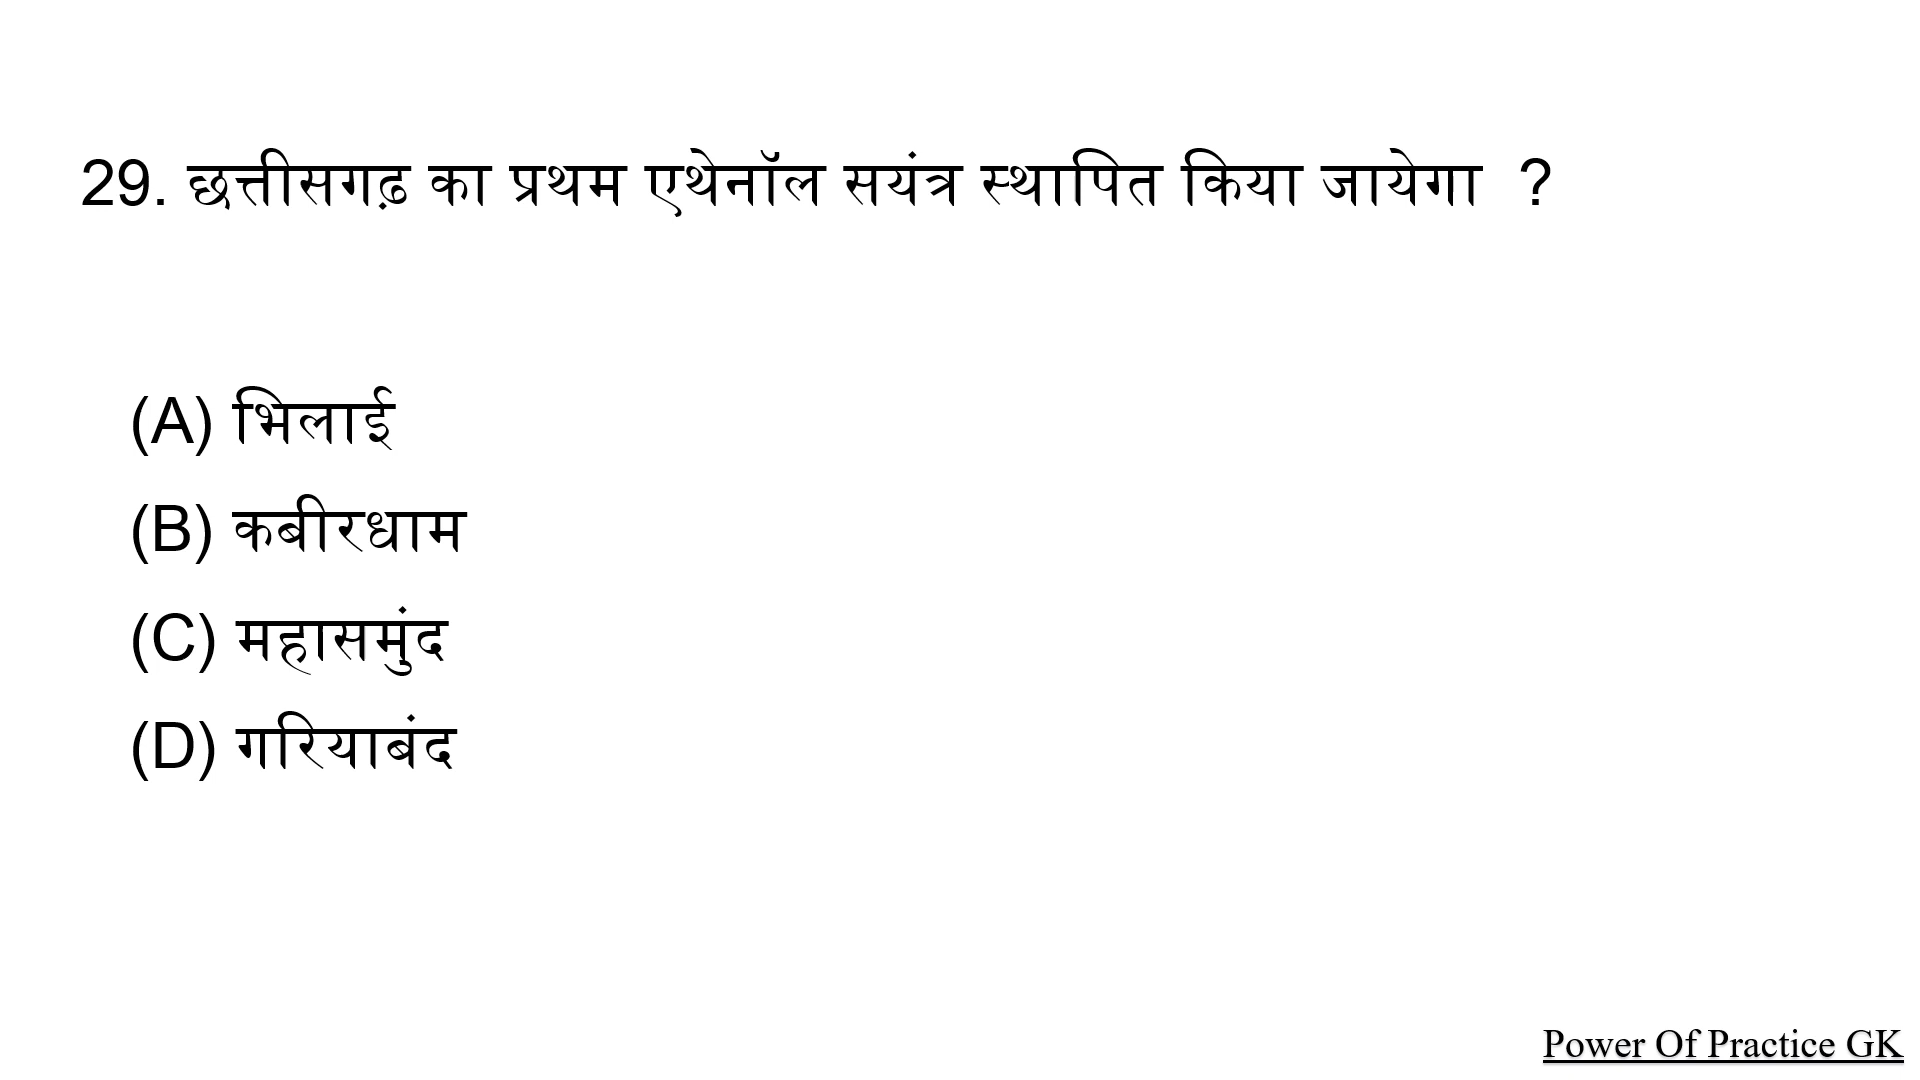 29. छत्तीसगढ़ का प्रथम एथेनॉल सयंत्र स्थापित किया जायेगा ?
(A) भिलाई
(B) कबीरधाम
(C) महासमुंद
(D) गरियाबंद
Power Of Practice GK